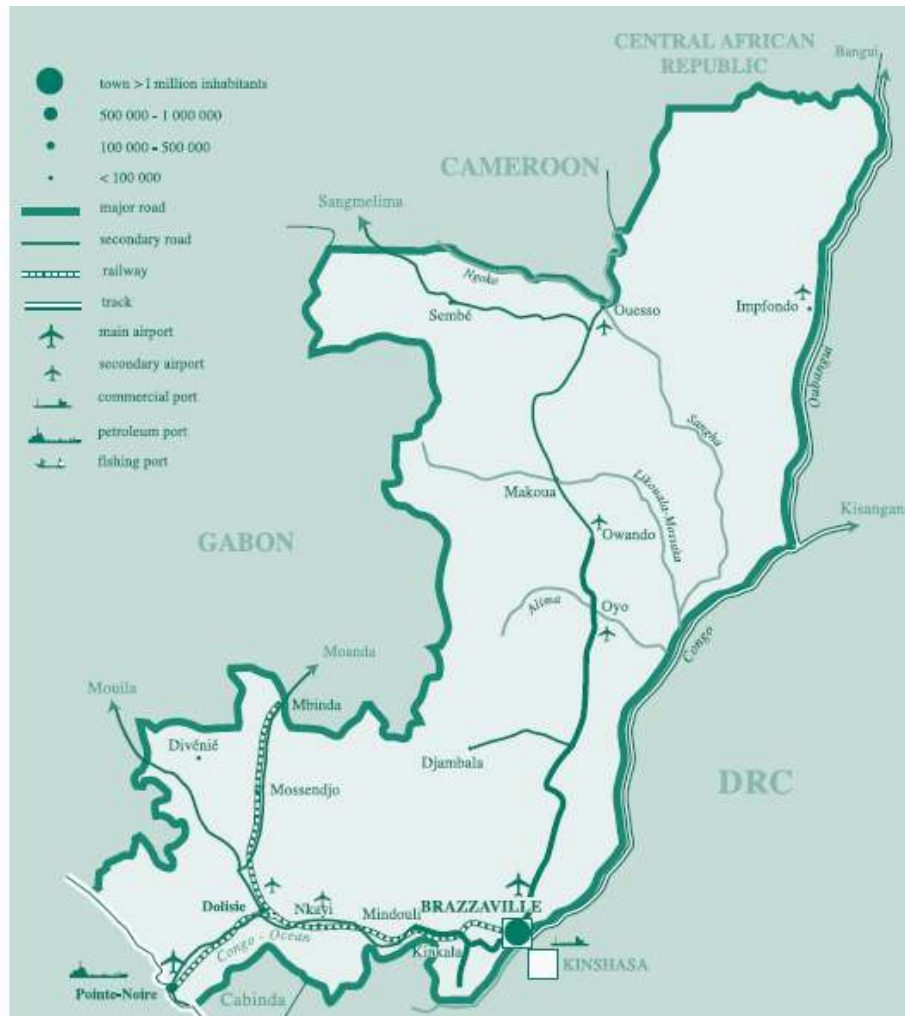 CENTRAL AFRICAN
REPUBLIC
Bangui
town >1 million inhabitants
500 000 - 1 000 000
100 000 - 500 000
< 100 000
major road
secondary road
railway
track
main airport
secondary airport
commercial port
petroleum port
fishing port
CAMEROON
Sangmelima
Ngoko
Sembé
Ouesso
Impfondo
Oubangui
Sangha
Makoua
Likouala-Mossaka
Kisangan
GABON
Owando
Alima
Oyo
Congo
Moanda
Mouila
Mbinda
Divénié
Djambala
Mossendjo
DRC
Dolisie
Nkayi
Mindouli
BRAZZAVILLE
Congo - Ocean
Kinkala
KINSHASA
Pointe-Noire
Cabinda